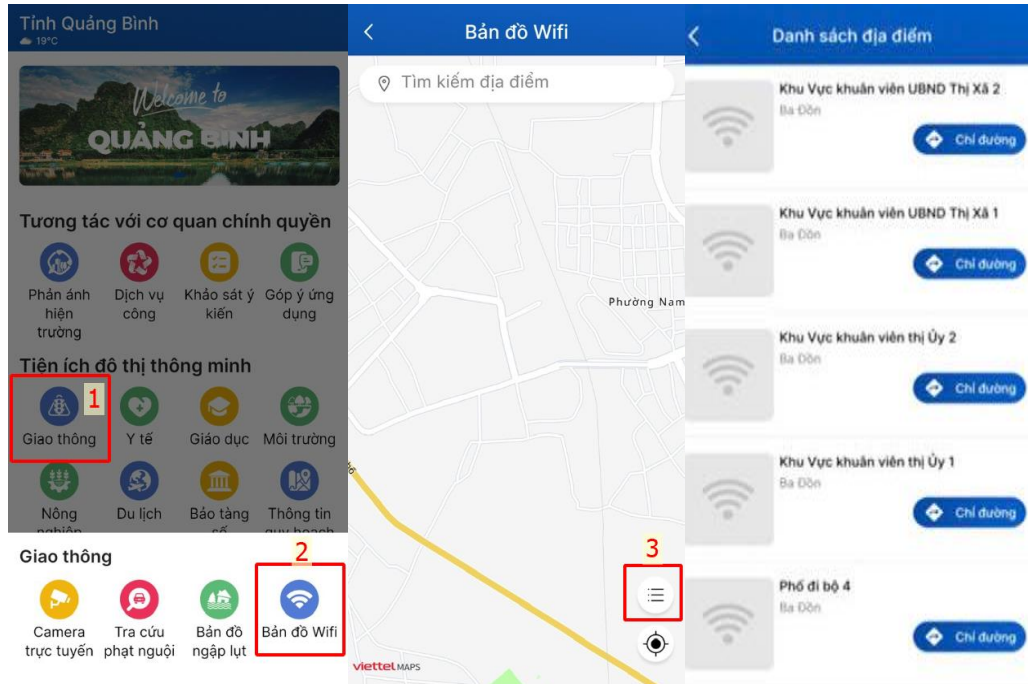 Tỉnh Quảng Bình
19°C
Welcome to
QUẢNG BÌNH
Tương tác với cơ quan chính quyền
Phản ánh hiện trường
Dịch vụ công
Khảo sát ý kiến
Góp ý ứng dụng
Tiện ích đô thị thông minh
1
Giao thông
Y tế
Giáo dục
Môi trường
Nông nghiệp
Du lịch
Bảo tàng số
Thông tin quy hoạch
Giao thông
2
Camera trực tuyến
Tra cứu phạt nguội
Bản đồ ngập lụt
Bản đồ Wifi
Bản đồ Wifi
Tìm kiếm địa điểm
Phường Nam
3
viettel MAPS
Danh sách địa điểm
Khu Vực khuân viên UBND Thị Xã 2
Ba Đồn
Chỉ đường
Khu Vực khuân viên UBND Thị Xã 1
Ba Đồn
Chỉ đường
Khu Vực khuân viên thị Ủy 2
Ba Đồn
Chỉ đường
Khu Vực khuân viên thị Ủy 1
Ba Đồn
Chỉ đường
Phố đi bộ 4
Ba Đồn
Chỉ đường